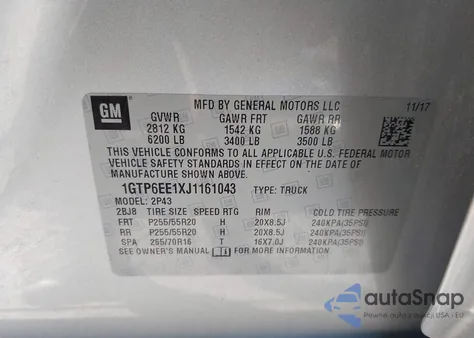 GM
MFD BY GENERAL MOTORS LLC
11/17
GVWR GAWR FRT GAWR RR
2812 KG 1542 KG 1588 KG
6200 LB 3400 LB 3500 LB
THIS VEHICLE CONFORMS TO ALL APPLICABLE U.S. FEDERAL MOTOR
VEHICLE SAFETY STANDARDS IN EFFECT ON THE DATE OF
MANUFACTURE SHOWN ABOVE.
1GTP6EE1XJ1161043 TYPE: TRUCK
MODEL: 2P43
2BJ8 TIRE SIZE SPEED RTG RIM COLD TIRE PRESSURE
FRT P255/55R20 H 20X8.5J 240KPA(35PSI)
RR P255/55R20 H 20X8.5J 240KPA(35PSI)
SPA 255/70R16 T 16X7.0J 240KPA(35PSI)
SEE OWNER'S MANUAL FOR MORE INFORMATION.
autoSnap
Pewne auto z USA - EU